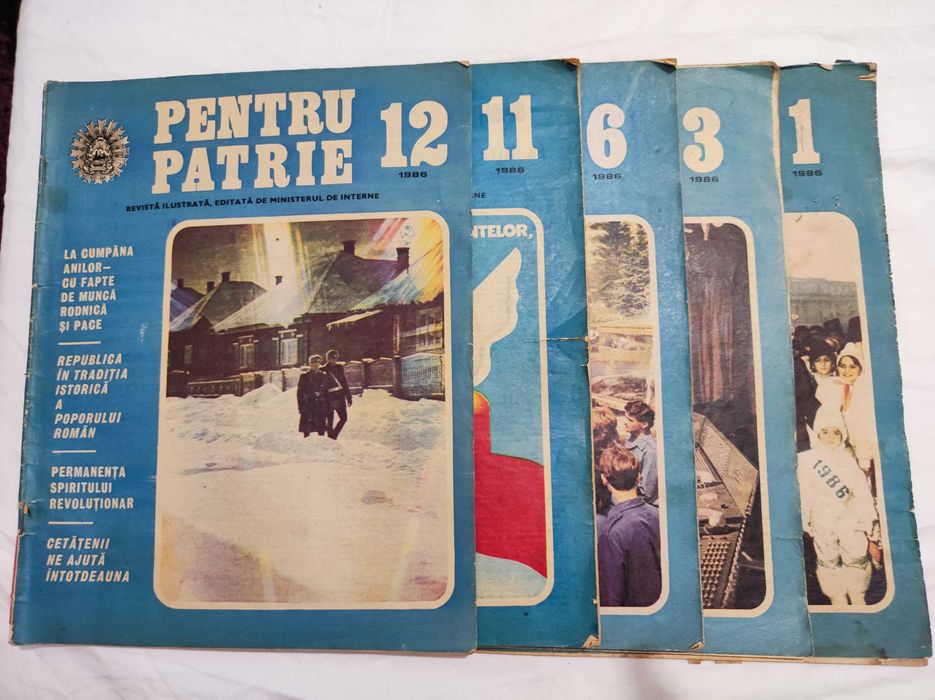 PENTRU
PATRIE
12
1986
REVISTĂ ILUSTRATĂ, EDITATĂ DE MINISTERUL DE INTERNE
LA CUMPĂNA
ANILOR—
CU FAPTE
DE MUNCĂ
RODNICĂ
ȘI PACE
REPUBLICA
ÎN TRADIȚIA
ISTORICĂ
A
POPORULUI
ROMÂN
PERMANENȚA
SPIRITULUI
REVOLUȚIONAR
CETĂȚENII
NE AJUTĂ
ÎNTOTDEAUNA
11
1986
NTELOR,
6
1986
3
1986
1
1986
1986